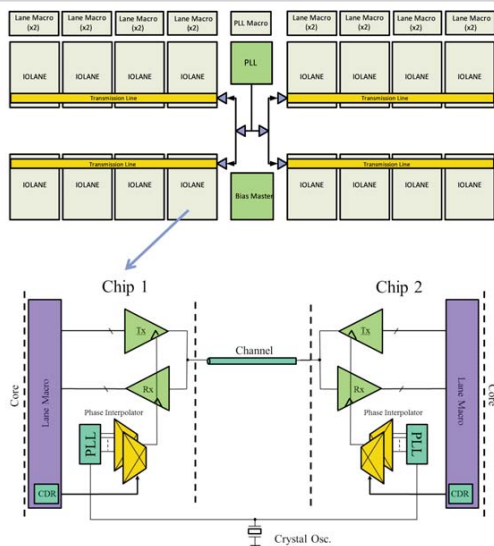 Lane Macro (x2)
Lane Macro (x2)
Lane Macro (x2)
Lane Macro (x2)
PLL Macro
Lane Macro (x2)
Lane Macro (x2)
Lane Macro (x2)
Lane Macro (x2)
IOLANE
IOLANE
IOLANE
IOLANE
PLL
IOLANE
IOLANE
IOLANE
IOLANE
Transmission Line
Transmission Line
Transmission Line
Transmission Line
IOLANE
IOLANE
IOLANE
IOLANE
Bias Master
IOLANE
IOLANE
IOLANE
IOLANE
Chip 1
Chip 2
Tx
Channel
Tx
Core
Lane Macro
Rx
Rx
Lane Macro
Core
Phase Interpolator
Phase Interpolator
PLL
PLL
CDR
CDR
Crystal Osc.